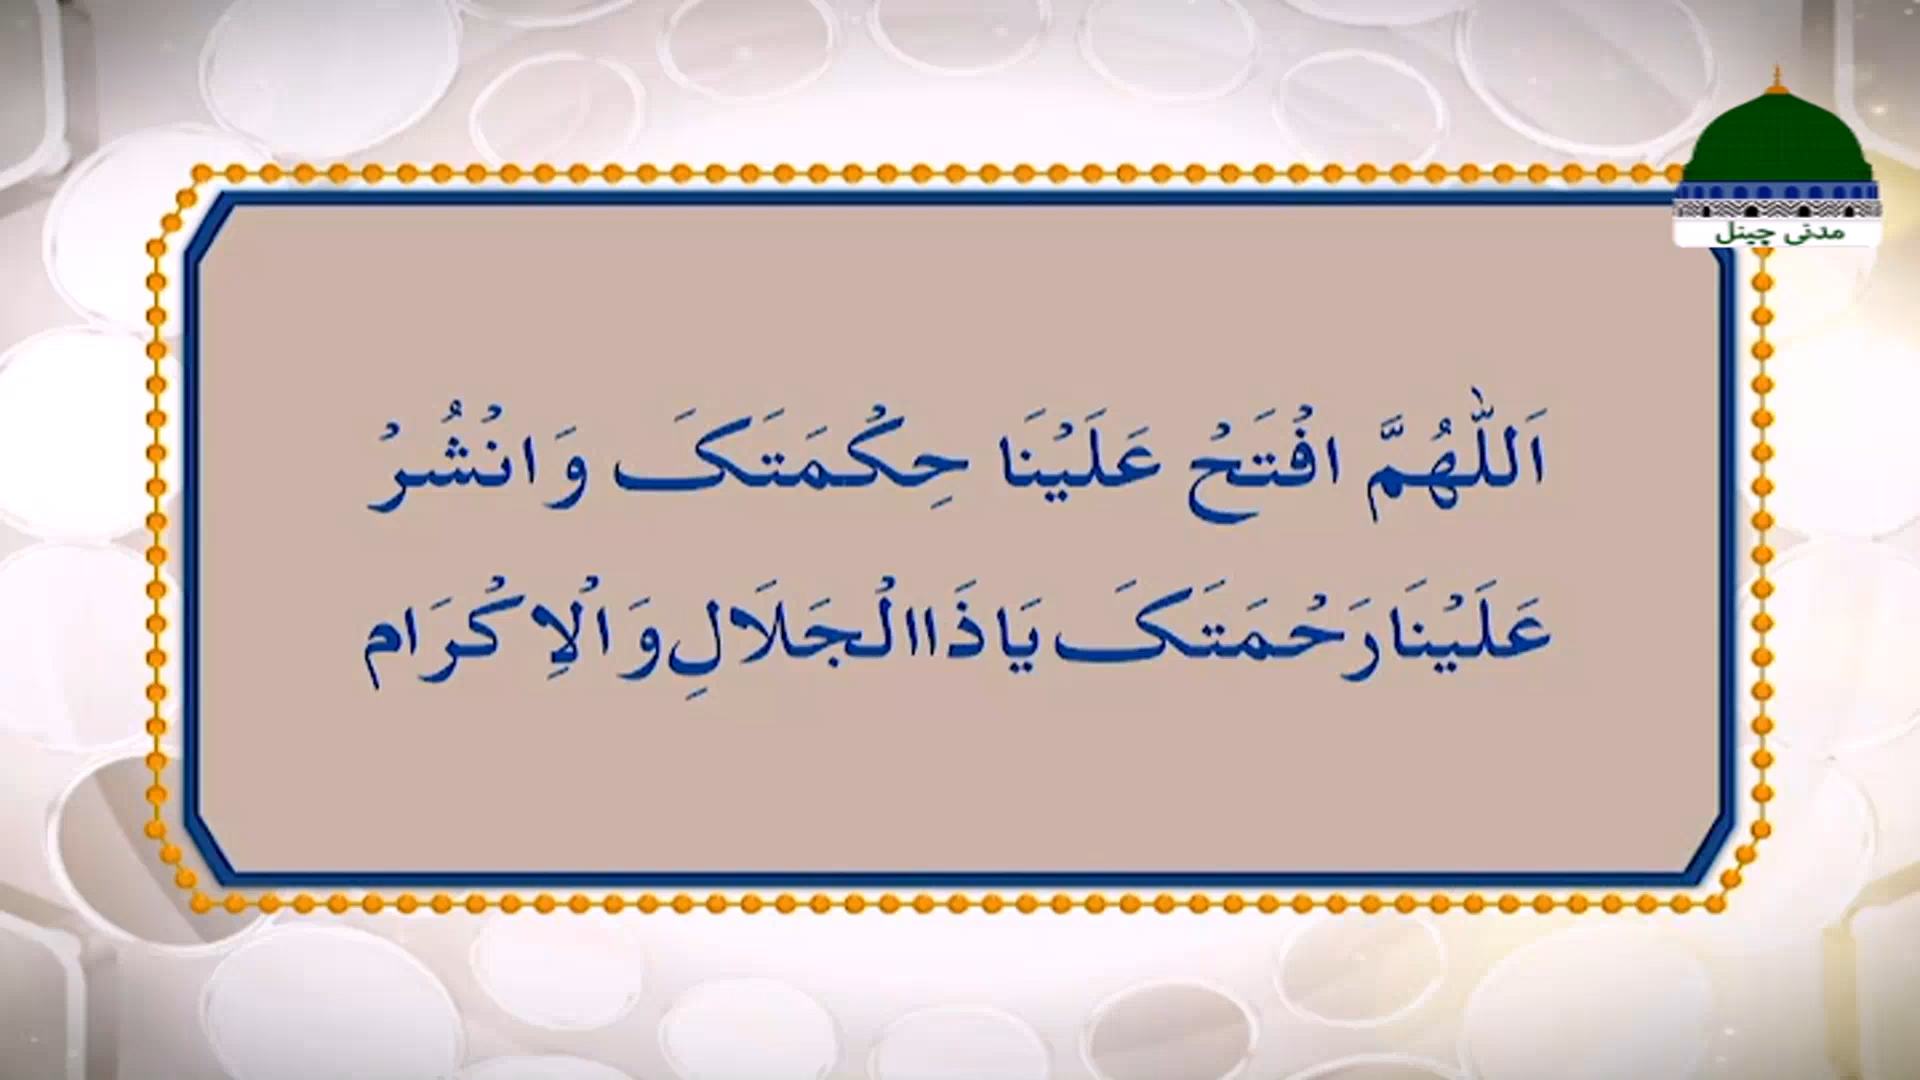 مدنی چینل
اَللّٰھُمَّ افْتَحْ عَلَیْنَا حِکْمَتَکَ وَانْشُرْ
عَلَیْنَا رَحْمَتَکَ یَا ذَاالْجَلَالِ وَالْاِکْرَام